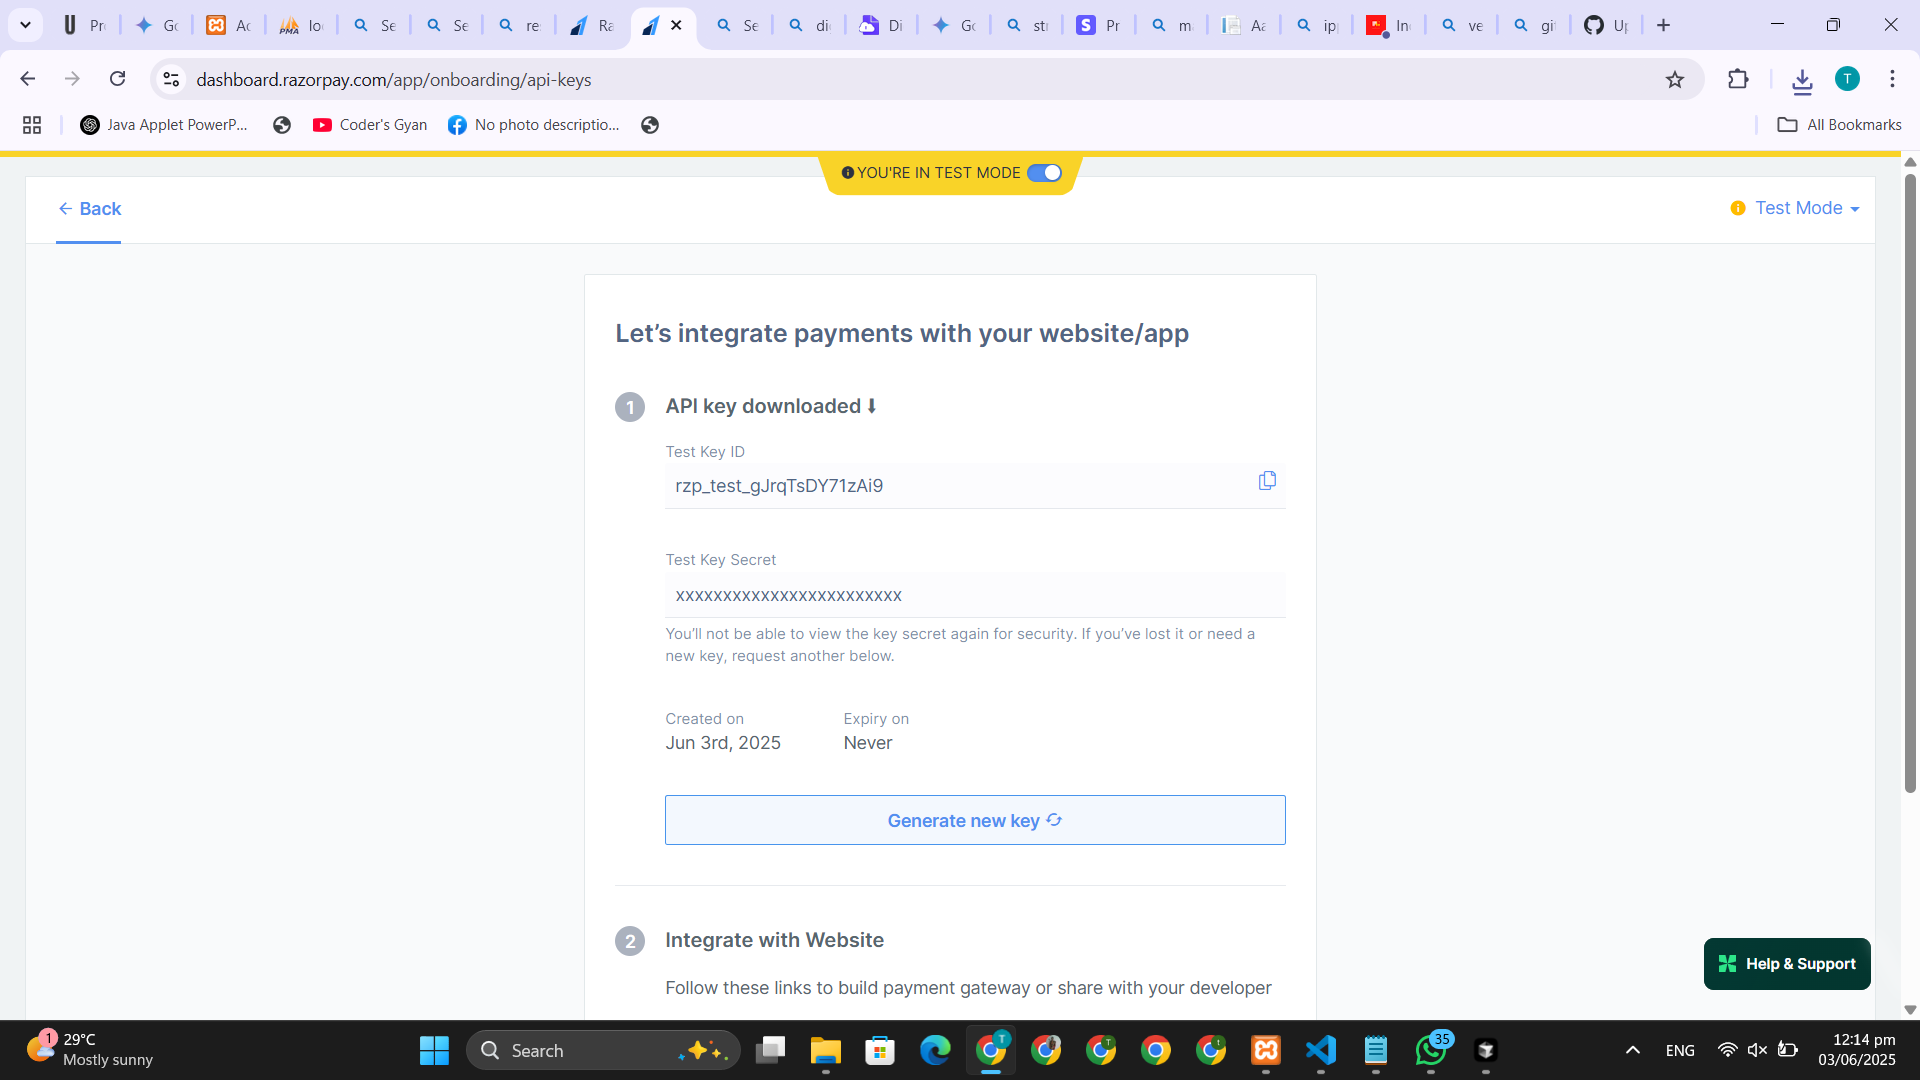 Pr
Go
Ac
lo
Se
Se
re
Ra
Se
di
Di
Go
st
Pr
m
Aa
ip
In
ve
gi
Up
dashboard.razorpay.com/app/onboarding/api-keys
T
Java Applet PowerP...
Coder's Gyan
No photo descriptio...
All Bookmarks
YOU'RE IN TEST MODE
← Back
Test Mode
Let's integrate payments with your website/app
1
API key downloaded ⬇
Test Key ID
rzp_test_gJrqTsDY71zAi9
Test Key Secret
xxxxxxxxxxxxxxxxxxxxxxxx
You'll not be able to view the key secret again for security. If you've lost it or need a
new key, request another below.
Created on
Expiry on
Jun 3rd, 2025
Never
Generate new key
2
Integrate with Website
Follow these links to build payment gateway or share with your developer
Help & Support
1
29°C
Mostly sunny
Search
35
ENG
12:14 pm
03/06/2025